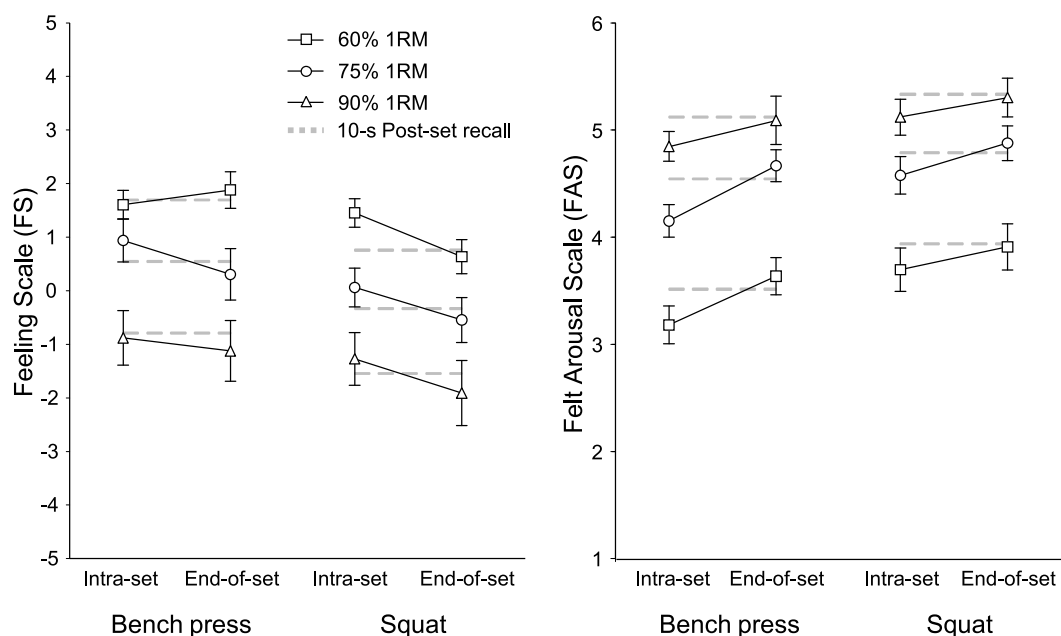 Feeling Scale (FS)
5
4
3
2
1
0
-1
-2
-3
-4
-5
60% 1RM
75% 1RM
90% 1RM
10-s Post-set recall
Intra-set End-of-set Intra-set End-of-set
Bench press Squat
Felt Arousal Scale (FAS)
6
5
4
3
2
1
Intra-set End-of-set Intra-set End-of-set
Bench press Squat